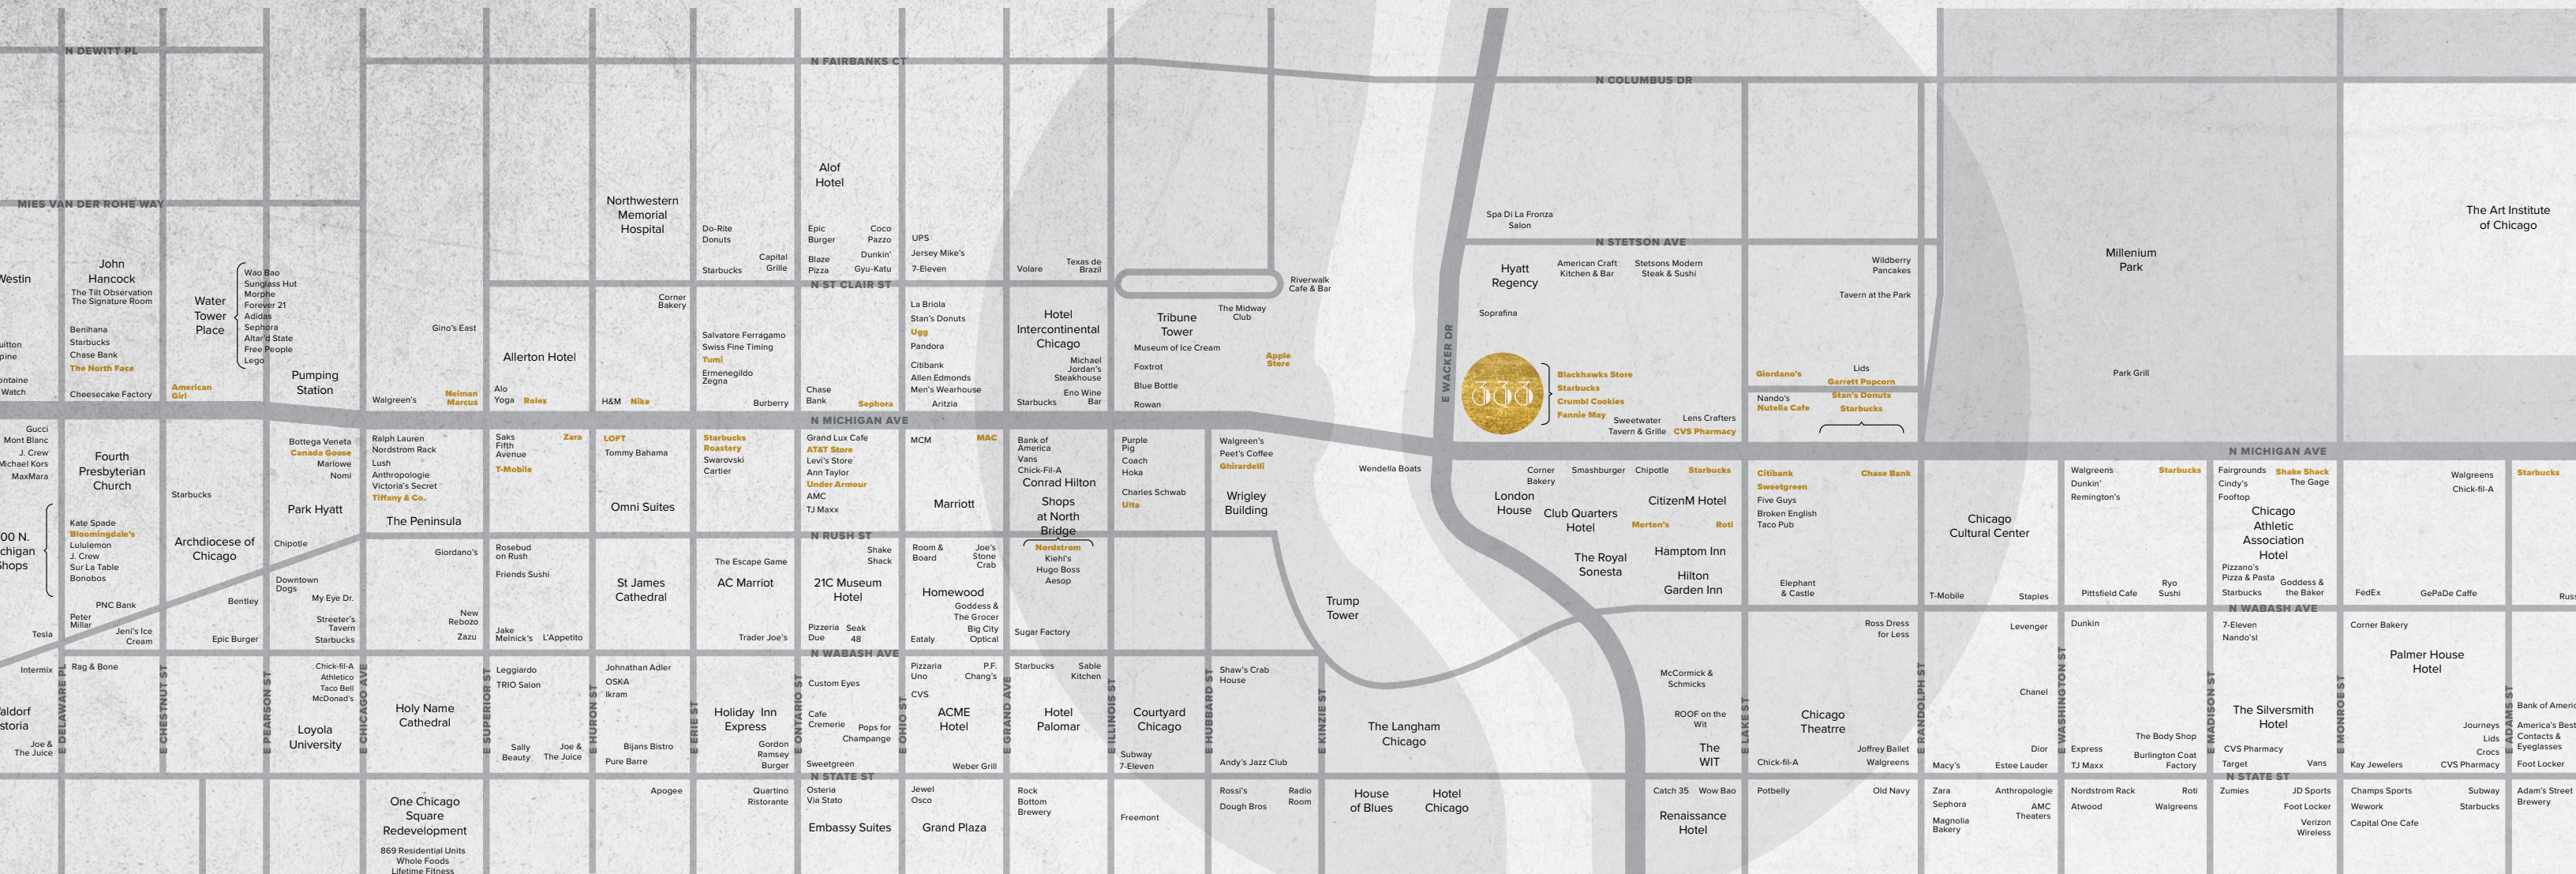 N DEWITT PL
N FAIRBANKS CT
N COLUMBUS DR
MIES VAN DER ROHE WAY
Westin
John
Hancock
The Tilt Observation
The Signature Room
Benihana
Starbucks
Chase Bank
The North Face
Cheesecake Factory
uitton
pine
ontaine
Watch
Water
Tower
Place
Wao Bao
Sunglass Hut
Morphe
Forever 21
Adidas
Sephora
Altar'd State
Free People
Lego
American
Girl
Pumping
Station
Gino's East
Walgreen's
Neiman
Marcus
Allerton Hotel
Alo
Yoga
Rolex
Northwestern
Memorial
Hospital
Corner
Bakery
H&M
Nike
Do-Rite
Donuts
Capital
Grille
Starbucks
Salvatore Ferragamo
Swiss Fine Timing
Tumi
Ermenegildo
Zegna
Burberry
Alof
Hotel
Epic
Burger
Coco
Pazzo
Blaze
Pizza
Dunkin'
Gyu-Katu
N ST CLAIR ST
Chase
Bank
Sephora
UPS
Jersey Mike's
7-Eleven
La Briola
Stan's Donuts
Ugg
Pandora
Citibank
Allen Edmonds
Men's Wearhouse
Aritzia
Volare
Texas de
Brazil
Hotel
Intercontinental
Chicago
Michael
Jordan's
Steakhouse
Eno Wine
Bar
Starbucks
Tribune
Tower
The Midway
Club
Museum of Ice Cream
Foxtrot
Blue Bottle
Rowan
Apple
Store
Riverwalk
Cafe & Bar
E WACKER DR
Spa Di La Fronza
Salon
N STETSON AVE
Hyatt
Regency
American Craft
Kitchen & Bar
Stetsons Modern
Steak & Sushi
Soprafina
333
Blackhawks Store
Starbucks
Crumbl Cookies
Fannie May
Sweetwater
Tavern & Grille
Lens Crafters
CVS Pharmacy
Wildberry
Pancakes
Tavern at the Park
Giordano's
Lids
Garrett Popcorn
Stan's Donuts
Starbucks
Nando's
Nutella Cafe
Millenium
Park
Park Grill
The Art Institute
of Chicago
N MICHIGAN AVE
N MICHIGAN AVE
Gucci
Mont Blanc
J. Crew
Michael Kors
MaxMara
00 N.
chigan
Shops
Tesla
Fourth
Presbyterian
Church
Kate Spade
Bloomingdale's
Lululemon
J. Crew
Sur La Table
Bonobos
PNC Bank
Peter
Millar
Jeni's Ice
Cream
Starbucks
Archdiocese of
Chicago
Bentley
Epic Burger
Bottega Veneta
Canada Goose
Marlowe
Nomi
Park Hyatt
Chipotle
Downtown
Dogs
My Eye Dr.
Streeter's
Tavern
Starbucks
Ralph Lauren
Nordstrom Rack
Lush
Anthropologie
Victoria's Secret
Tiffany & Co.
The Peninsula
Giordano's
New
Rebozo
Zazu
Saks
Fifth
Avenue
Zara
T-Mobile
Rosebud
on Rush
Friends Sushi
Jake
Melnick's
L'Appetito
LOFT
Tommy Bahama
Omni Suites
St James
Cathedral
Starbucks
Roastery
Swarovski
Cartier
The Escape Game
AC Marriot
Trader Joe's
Grand Lux Cafe
AT&T Store
Levi's Store
Ann Taylor
Under Armour
AMC
TJ Maxx
N RUSH ST
Shake
Shack
21C Museum
Hotel
Pizzeria
Due
Seak
48
MCM
MAC
Marriott
Room &
Board
Joe's
Stone
Crab
Homewood
Goddess &
The Grocer
Big City
Optical
Eataly
Bank of
America
Vans
Chick-Fil-A
Conrad Hilton
Shops
at North
Bridge
Nordstrom
Kiehl's
Hugo Boss
Aesop
Sugar Factory
Purple
Pig
Coach
Hoka
Charles Schwab
Ulta
Walgreen's
Peet's Coffee
Ghirardelli
Wrigley
Building
Wendella Boats
Trump
Tower
Corner
Bakery
Smashburger
Chipotle
Starbucks
London
House
CitizenM Hotel
Club Quarters
Hotel
Morton's
Roti
The Royal
Sonesta
Hamptom Inn
Hilton
Garden Inn
Citibank
Chase Bank
Sweetgreen
Five Guys
Broken English
Taco Pub
Elephant
& Castle
Chicago
Cultural Center
T-Mobile
Staples
Walgreens
Starbucks
Dunkin'
Remington's
Ryo
Sushi
Pittsfield Cafe
Fairgrounds
Shake Shack
Cindy's
The Gage
Fooftop
Chicago
Athletic
Association
Hotel
Pizzano's
Pizza & Pasta
Goddess &
the Baker
Starbucks
Walgreens
Chick-fil-A
FedEx
GePaDe Caffe
Starbucks
Russ
N WABASH AVE
N WABASH AVE
Intermix
aldorf
storia
Joe &
The Juice
E DELAWARE PL
Rag & Bone
E CHESTNUT ST
E PEARSON ST
Chick-fil-A
Athletico
Taco Bell
McDonad's
Loyola
University
E CHICAGO AVE
Holy Name
Cathedral
E SUPERIOR ST
Leggiardo
TRIO Salon
Sally
Beauty
Joe &
The Juice
E HURON ST
Johnathan Adler
OSKA
Ikram
Bijans Bistro
Pure Barre
E ERIE ST
Holiday Inn
Express
Gordon
Ramsey
Burger
E ONTARIO ST
Custom Eyes
Cafe
Cremerie
Pops for
Champange
Sweetgreen
E OHIO ST
Pizzaria
Uno
P.F.
Chang's
CVS
ACME
Hotel
Weber Grill
E GRAND AVE
Starbucks
Sable
Kitchen
Hotel
Palomar
E ILLINOIS ST
Courtyard
Chicago
Subway
7-Eleven
E HUBBARD ST
Shaw's Crab
House
Andy's Jazz Club
E KINZIE ST
The Langham
Chicago
McCormick &
Schmicks
ROOF on the
Wit
The
WIT
E LAKE ST
Ross Dress
for Less
Chicago
Theatrre
Joffrey Ballet
Chick-fil-A
Walgreens
E RANDOLPH ST
Levenger
Chanel
Dior
Macy's
Estee Lauder
E WASHINGTON ST
Dunkin
The Body Shop
Express
Burlington Coat
Factory
TJ Maxx
E MADISON ST
7-Eleven
Nando'sl
The Silversmith
Hotel
CVS Pharmacy
Target
Vans
E MONROE ST
Corner Bakery
Palmer House
Hotel
Journeys
Lids
Crocs
Kay Jewelers
CVS Pharmacy
E ADAMS ST
Bank of Americ
America's Best
Contacts &
Eyeglasses
Foot Locker
N STATE ST
N STATE ST
One Chicago
Square
Redevelopment
869 Residential Units
Whole Foods
Lifetime Fitness
Apogee
Quartino
Ristorante
Osteria
Via Stato
Embassy Suites
Jewel
Osco
Grand Plaza
Rock
Bottom
Brewery
Freemont
Rossi's
Radio
Room
Dough Bros
House
of Blues
Hotel
Chicago
Catch 35
Wow Bao
Renaissance
Hotel
Potbelly
Old Navy
Zara
Anthropologie
Sephora
AMC
Theaters
Magnolia
Bakery
Nordstrom Rack
Roti
Atwood
Walgreens
Zumies
JD Sports
Foot Locker
Verizon
Wireless
Champs Sports
Subway
Wework
Starbucks
Capital One Cafe
Adam's Street
Brewery